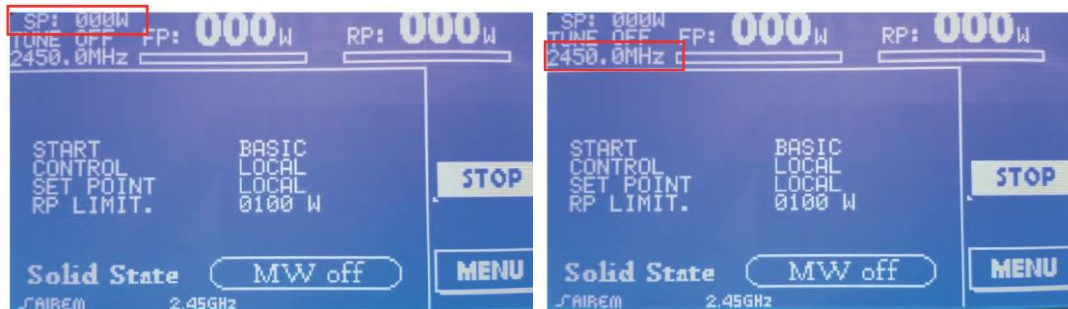 SP: 000W
TUNE OFF FP: 000W RP: 000W
2450.0MHz
START BASIC
CONTROL LOCAL
SET POINT LOCAL
RP LIMIT. 0100 W
STOP
Solid State MW off MENU
SAIREM 2.45GHz
SP: 000W
TUNE OFF FP: 000W RP: 000W
2450.0MHz
START BASIC
CONTROL LOCAL
SET POINT LOCAL
RP LIMIT. 0100 W
STOP
Solid State MW off MENU
SAIREM 2.45GHz